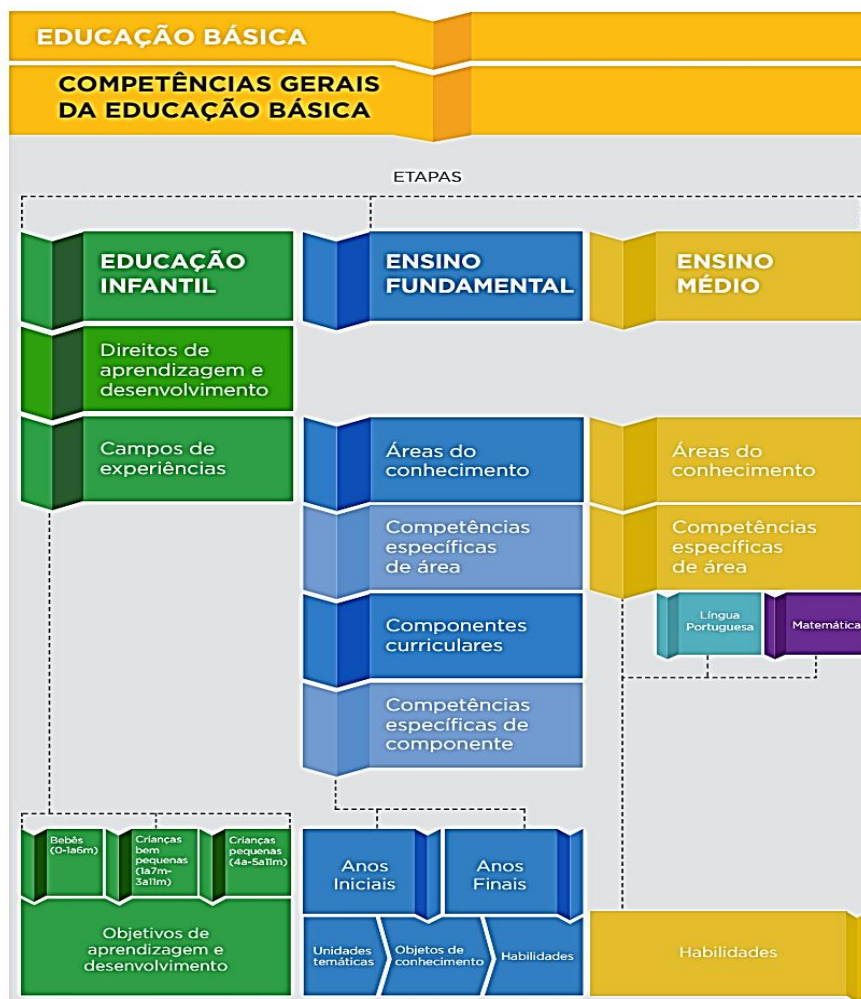 EDUCAÇÃO BÁSICA
COMPETÊNCIAS GERAIS
DA EDUCAÇÃO BÁSICA
ETAPAS
EDUCAÇÃO
INFANTIL
Direitos de
aprendizagem e
desenvolvimento
Campos de
experiências
Bebês
(0-1a6m)
Crianças
bem
pequenas
(1a7m-
3a11m)
Crianças
pequenas
(4a-5a11m)
Objetivos de
aprendizagem e
desenvolvimento
ENSINO
FUNDAMENTAL
Áreas do
conhecimento
Competências
específicas
de área
Componentes
curriculares
Competências
específicas de
componente
Anos
Iniciais
Anos
Finais
Unidades
temáticas
Objetos de
conhecimento
Habilidades
ENSINO
MÉDIO
Áreas do
conhecimento
Competências
específicas
de área
Língua
Portuguesa
Matemática
Habilidades